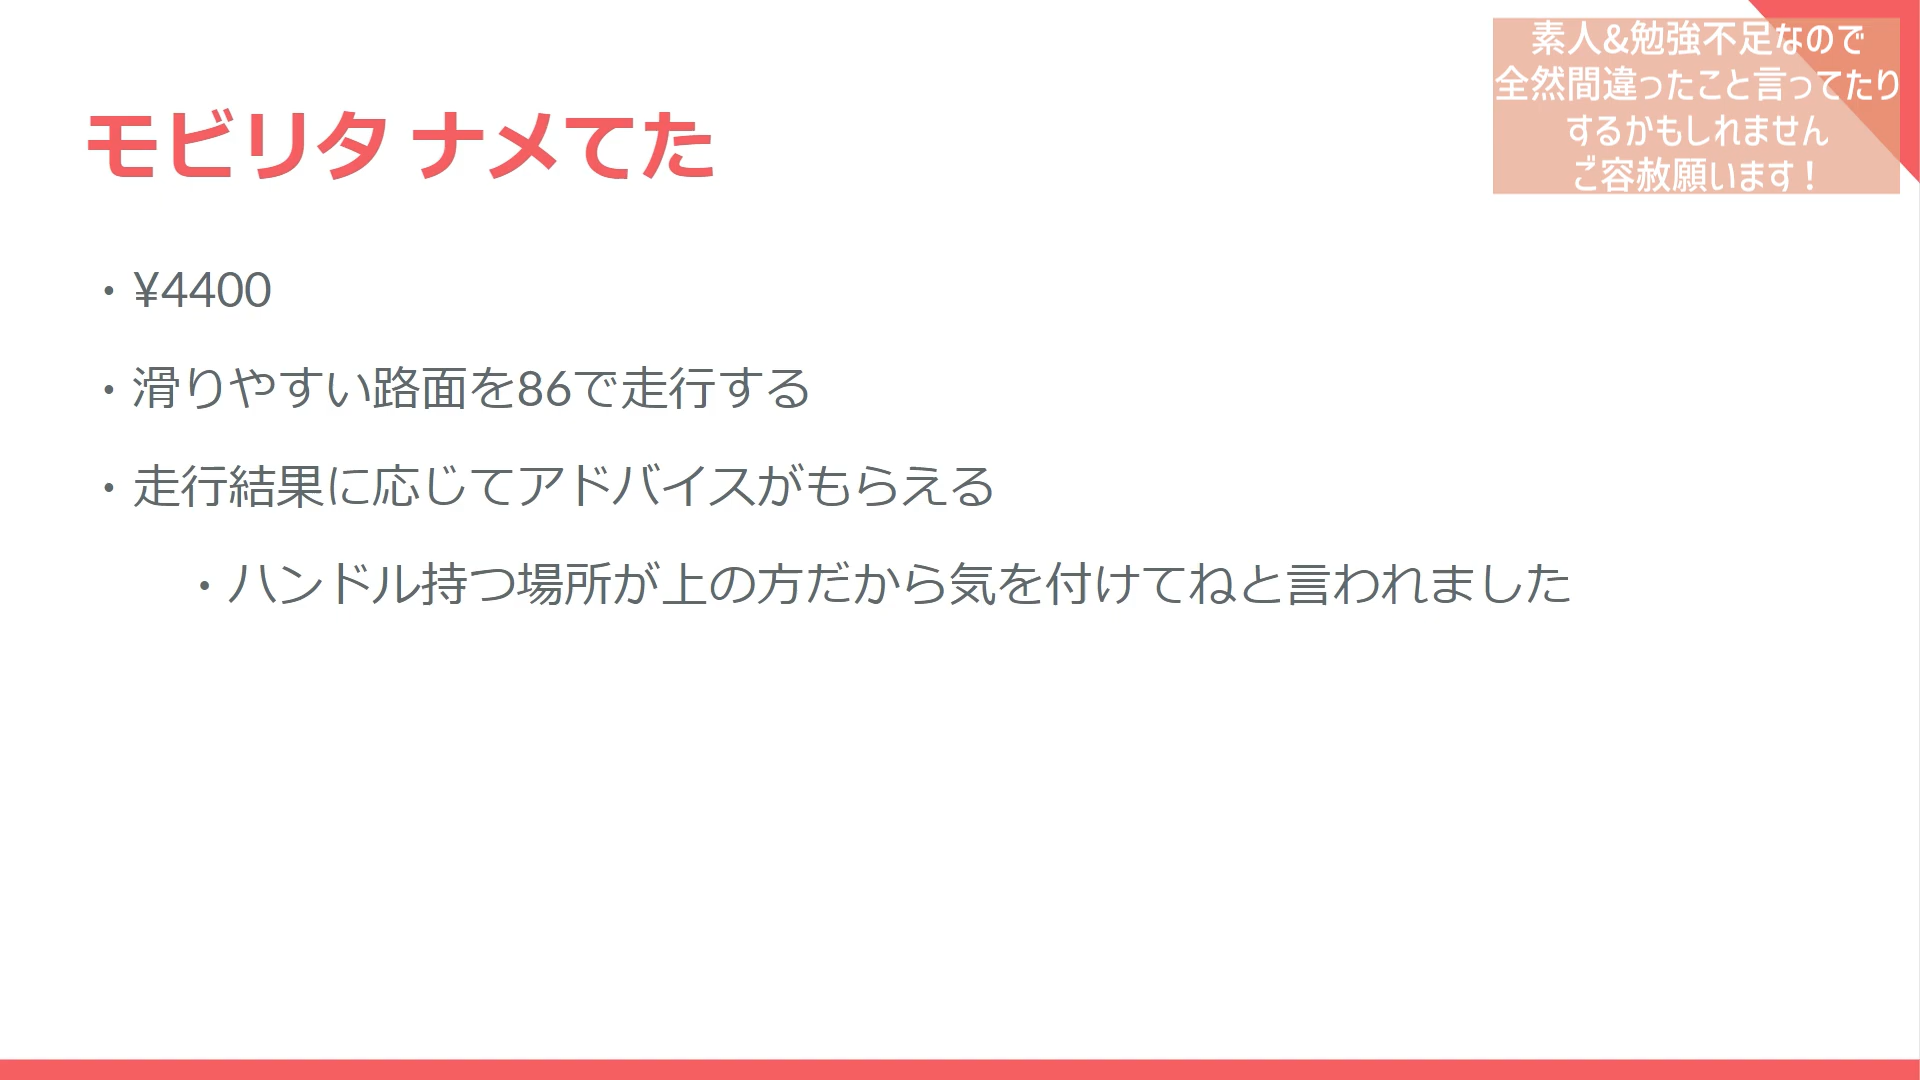 モビリタ ナメてた
素人&勉強不足なので
全然間違ったこと言ってたり
するかもしれません
ご容赦願います！
・¥4400
・滑りやすい路面を86で走行する
・走行結果に応じてアドバイスがもらえる
・ハンドル持つ場所が上の方だから気を付けてねと言われました